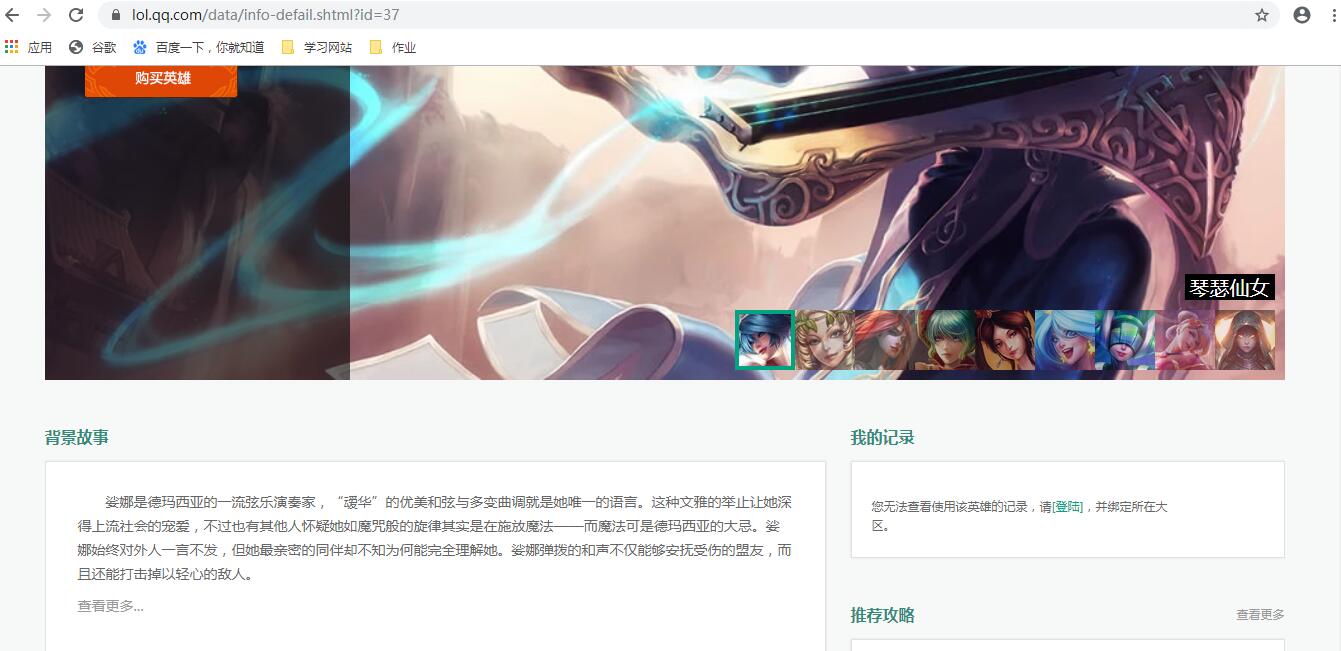 lol.qq.com/data/info-defail.shtml?id=37
应用 谷歌 百度一下，你就知道 学习网站 作业
购买英雄
琴瑟仙女
背景故事
娑娜是德玛西亚的一流弦乐演奏家，“叆华”的优美和弦与多变曲调就是她唯一的语言。这种文雅的举止让她深
得上流社会的宠爱，不过也有其他人怀疑她如魔咒般的旋律其实是在施放魔法——而魔法可是德玛西亚的大忌。娑
娜始终对外人一言不发，但她最亲密的同伴却不知为何能完全理解她。娑娜弹拨的和声不仅能够安抚受伤的盟友，而
且还能打击掉以轻心的敌人。
查看更多...
我的记录
您无法查看使用该英雄的记录，请[登陆]，并绑定所在大
区。
推荐攻略 查看更多